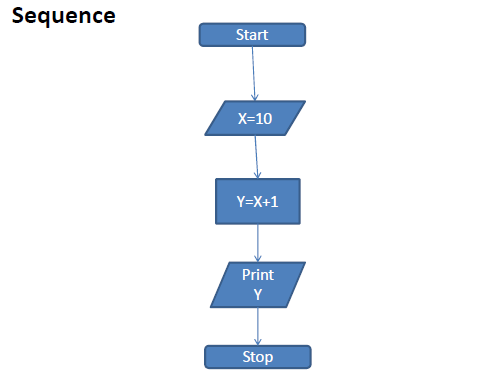 Sequence
Start
X=10
Y=X+1
Print
Y
Stop